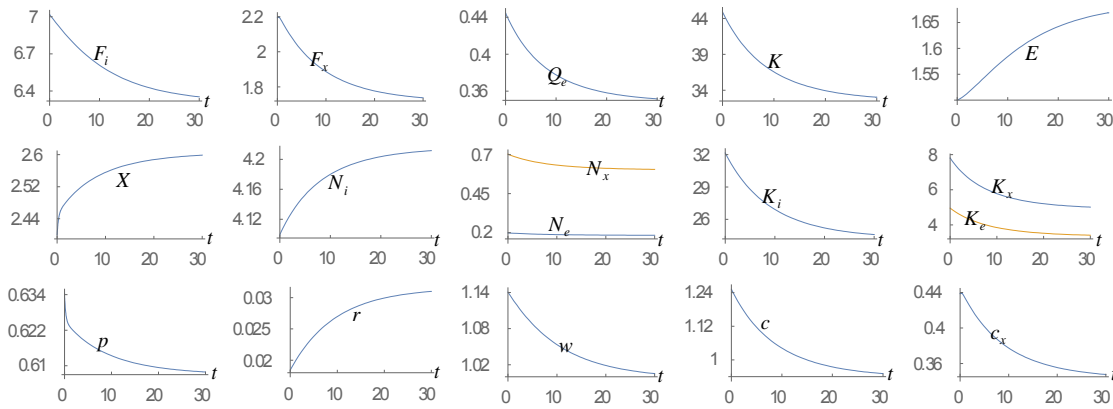 7
6.7
6.4
F_i
t
0 10 20 30
2.2
2
1.8
F_x
t
0 10 20 30
0.44
0.4
0.36
Q_e
t
0 10 20 30
44
39
34
K
t
0 10 20 30
1.65
1.6
1.55
E
t
0 10 20 30
2.6
2.52
2.44
X
t
0 10 20 30
4.2
4.16
4.12
N_i
t
0 10 20 30
0.7
0.45
0.2
N_x
N_e
t
0 10 20 30
32
29
26
K_i
t
0 10 20 30
8
6
4
K_x
K_e
t
0 10 20 30
0.634
0.622
0.61
p
t
0 10 20 30
0.03
0.025
0.02
r
t
0 10 20 30
1.14
1.08
1.02
w
t
0 10 20 30
1.24
1.12
1
c
t
0 10 20 30
0.44
0.4
0.36
c_x
t
0 10 20 30